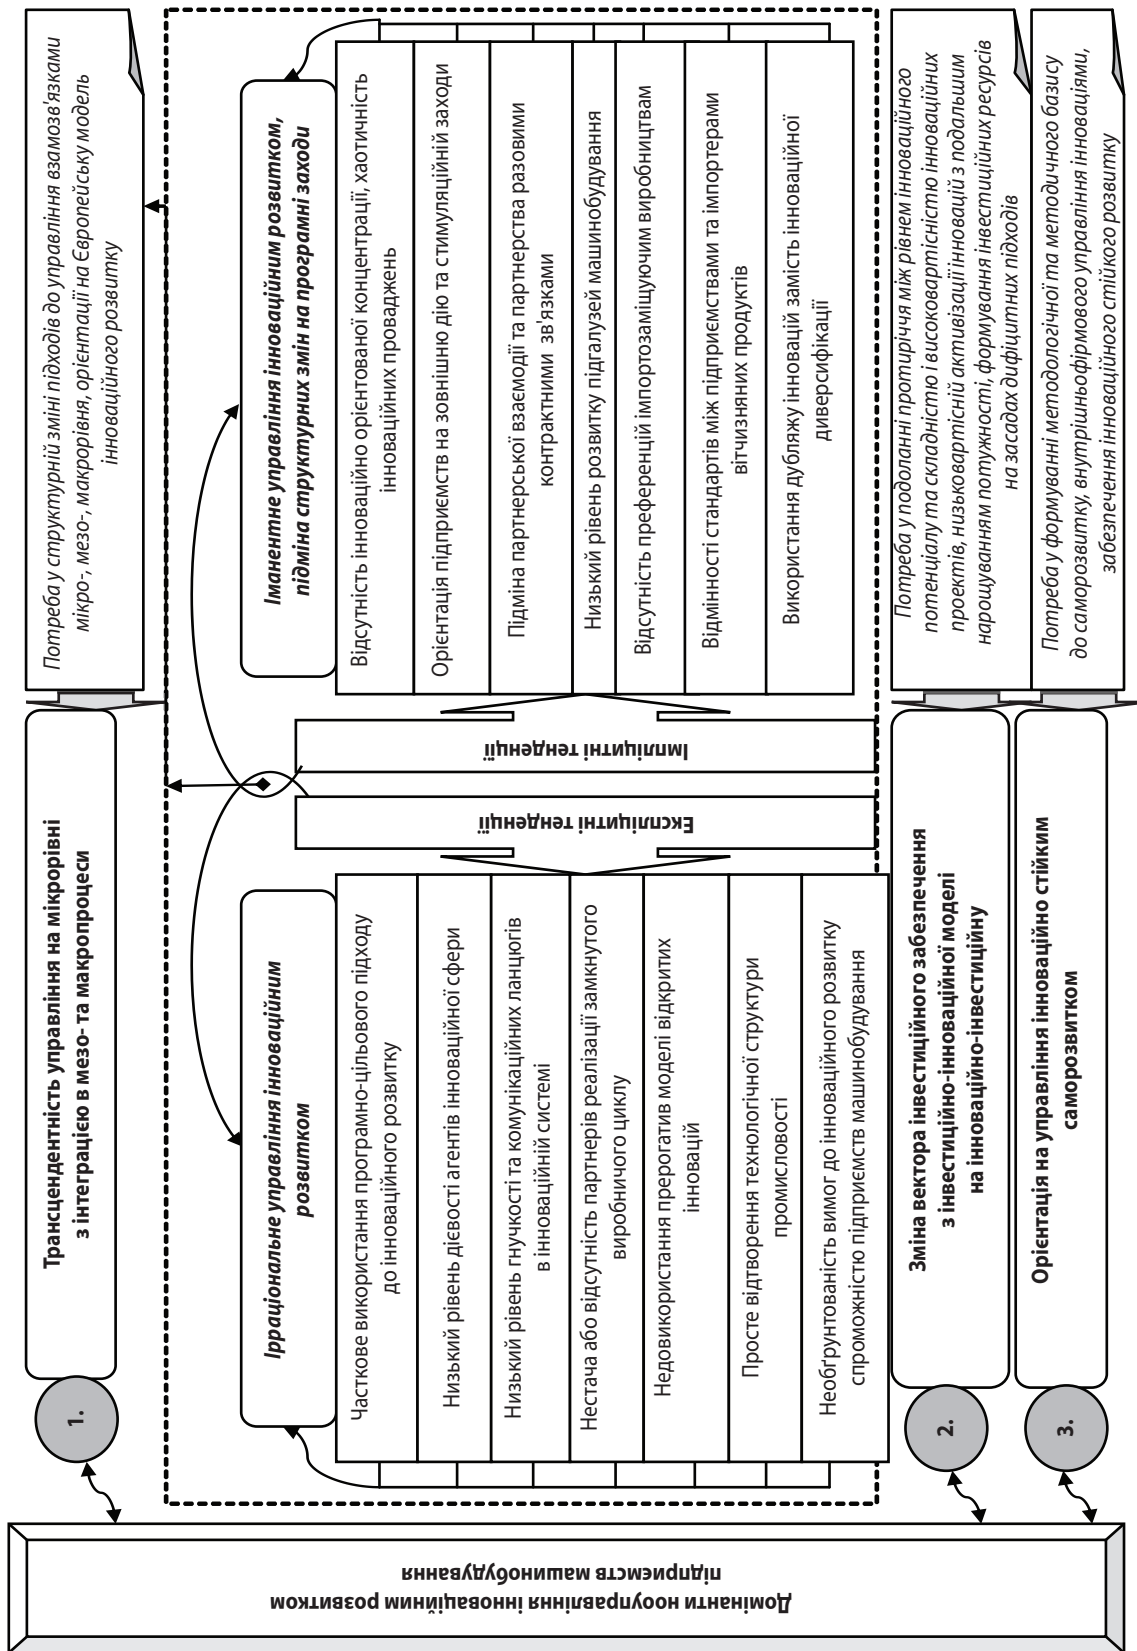 Домінанти нооуправління інноваційним розвитком
підприємств машинобудування
1.
Трансцендентність управління на мікрорівні
з інтеграцією в мезо- та макропроцеси
Потреба у структурній зміні підходів до управління взамозв'язками
мікро-, мезо-, макрорівня, орієнтації на Європейську модель
інноваційного розвитку
Ірраціональне управління інноваційним
розвитком
Часткове використання програмно-цільового підходу
до інноваційного розвитку
Низький рівень дієвості агентів інноваційної сфери
Низький рівень гнучкості та комунікаційних ланцюгів
в інноваційній системі
Нестача або відсутність партнерів реалізації замкнутого
виробничого циклу
Недовикористання прерогатив моделі відкритих
інновацій
Просте відтворення технологічної структури
промисловості
Необґрунтованість вимог до інноваційного розвитку
спроможністю підприємств машинобудування
Експліцитні тенденції
Імпліцитні тенденції
Іманентне управління інноваційним розвитком,
підміна структурних змін на програмні заходи
Відсутність інноваційно орієнтованої концентрації, хаотичність
інноваційних проваджень
Орієнтація підприємств на зовнішню дію та стимуляційній заходи
Підміна партнерської взаємодії та партнерства разовими
контрактними зв'язками
Низький рівень розвитку підгалузей машинобудування
Відсутність преференцій імпортозаміщуючим виробництвам
Відмінності стандартів між підприємствами та імпортерами
вітчизняних продуктів
Використання дубляжу інновацій замість інноваційної
диверсифікації
2.
Зміна вектора інвестиційного забезпечення
з інвестиційно-інноваційної моделі
на інноваційно-інвестиційну
Потреба у подоланні протиріччя між рівнем інноваційного
потенціалу та складністю і високовартісністю інноваційних
проектів, низьковартісній активізації інновацій з подальшим
нарощуванням потужності, формування інвестиційних ресурсів
на засадах дифіцитних підходів
3.
Орієнтація на управління інноваційно стійким
саморозвитком
Потреба у формуванні методологічної та методичного базису
до саморозвитку, внутрішньофірмового управління інноваціями,
забезпечення інноваційного стійкого розвитку